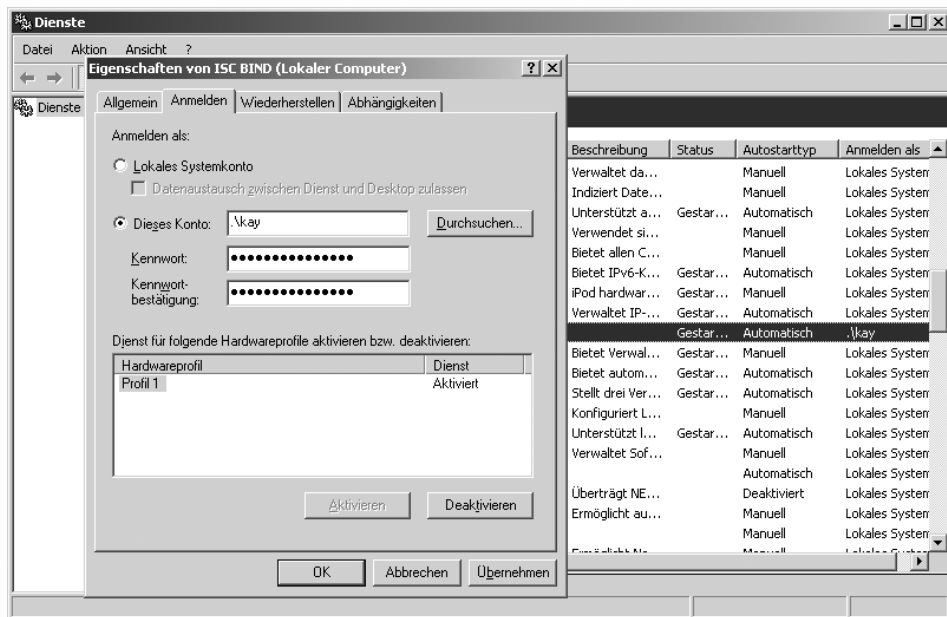 Dienste
Datei Aktion Ansicht ?
Eigenschaften von ISC BIND (Lokaler Computer)
Dienste
Allgemein Anmelden Wiederherstellen Abhängigkeiten
Anmelden als:
Lokales Systemkonto
Datenaustausch zwischen Dienst und Desktop zulassen
Dieses Konto: .\kay Durchsuchen...
Kennwort: ●●●●●●●●●●●●●●●
Kennwort-
bestätigung: ●●●●●●●●●●●●●●●
Dienst für folgende Hardwareprofile aktivieren bzw. deaktivieren:
Hardwareprofil Dienst
Profil 1 Aktiviert
Aktivieren Deaktivieren
OK Abbrechen Übernehmen
Beschreibung Status Autostarttyp Anmelden als
Verwaltet da... Manuell Lokales System
Indiziert Date... Manuell Lokales System
Unterstützt a... Gestar... Automatisch Lokales System
Verwendet si... Manuell Lokales System
Bietet allen C... Manuell Lokales System
Bietet IPv6-K... Gestar... Automatisch Lokales System
iPod hardwar... Gestar... Manuell Lokales System
Verwaltet IP-... Gestar... Automatisch Lokales System
Gestar... Automatisch .\kay
Bietet Verwal... Gestar... Manuell Lokales System
Bietet autom... Gestar... Automatisch Lokales System
Stellt drei Ver... Gestar... Automatisch Lokales System
Konfiguriert L... Manuell Lokales System
Unterstützt l... Gestar... Automatisch Lokales System
Verwaltet Sof... Manuell Lokales System
Automatisch Lokales System
Überträgt NE... Deaktiviert Lokales System
Ermöglicht au... Manuell Lokales System
Manuell Lokales System